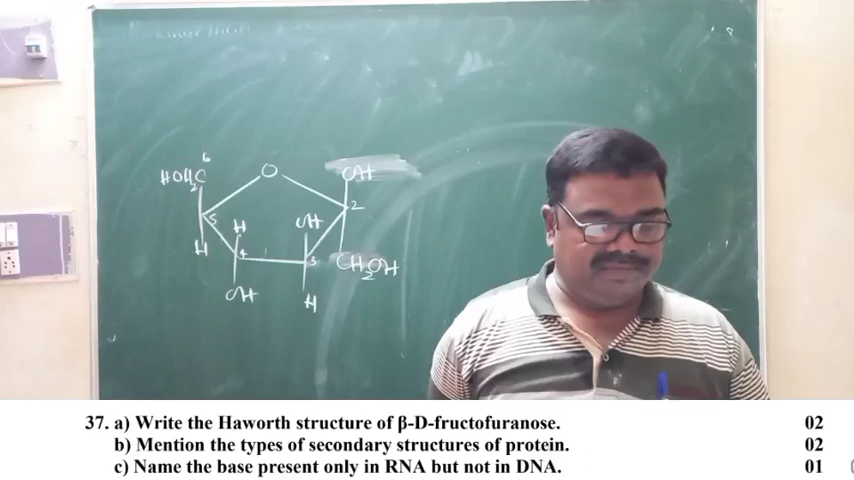 6
HOH₂C O OH
5 H OH 2
H 4 3 CH₂OH
OH H
37. a) Write the Haworth structure of β-D-fructofuranose. 02
b) Mention the types of secondary structures of protein. 02
c) Name the base present only in RNA but not in DNA. 01